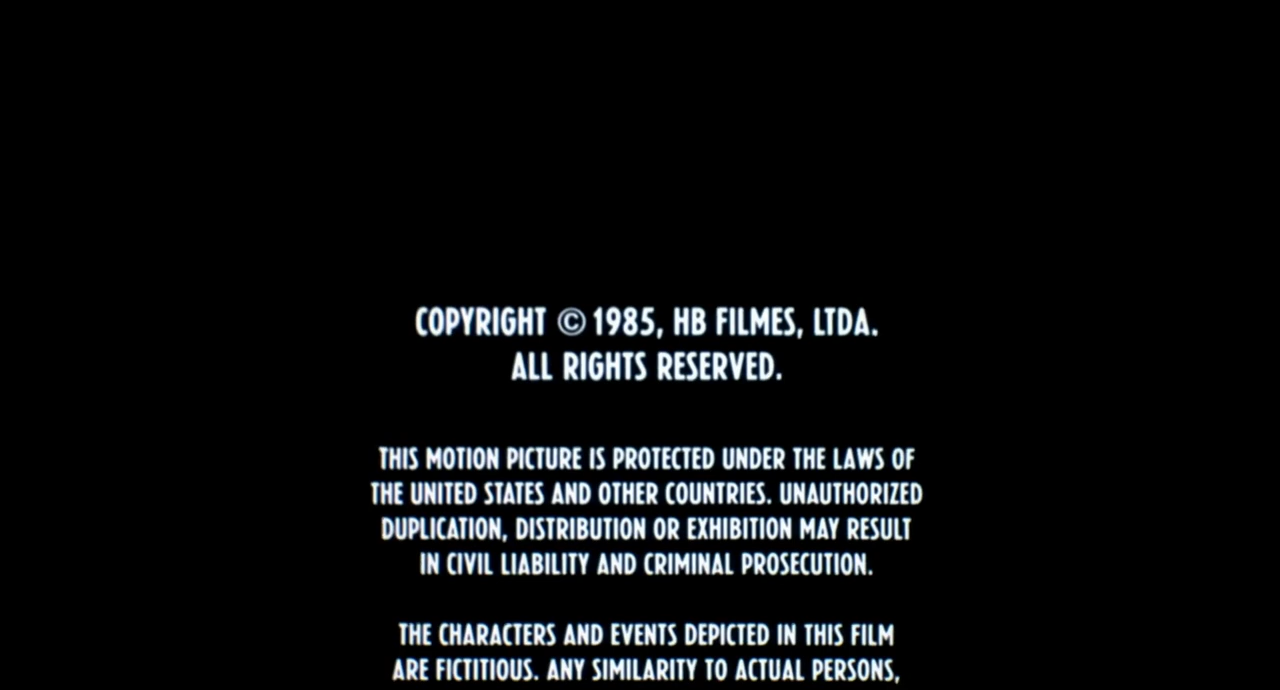 COPYRIGHT © 1985, HB FILMES, LTDA.
ALL RIGHTS RESERVED.
THIS MOTION PICTURE IS PROTECTED UNDER THE LAWS OF
THE UNITED STATES AND OTHER COUNTRIES. UNAUTHORIZED
DUPLICATION, DISTRIBUTION OR EXHIBITION MAY RESULT
IN CIVIL LIABILITY AND CRIMINAL PROSECUTION.
THE CHARACTERS AND EVENTS DEPICTED IN THIS FILM
ARE FICTITIOUS. ANY SIMILARITY TO ACTUAL PERSONS,